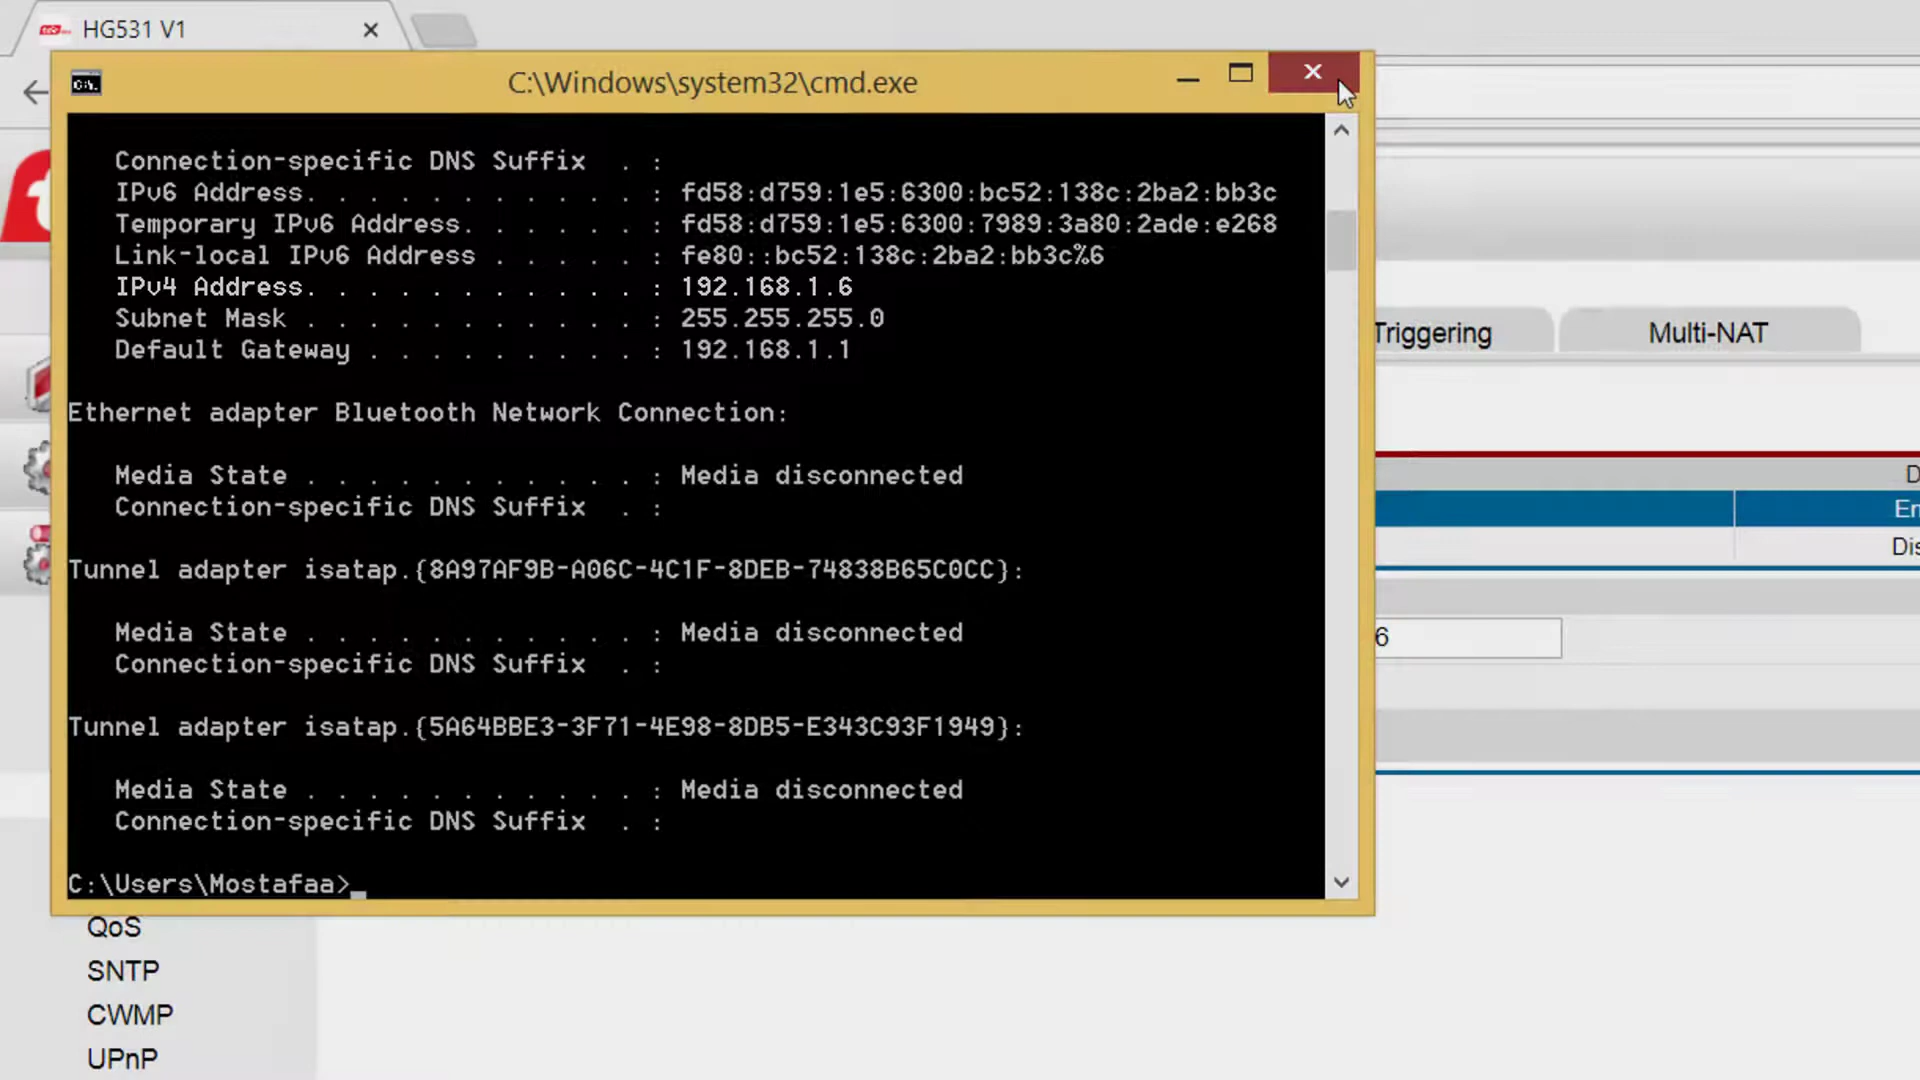 HG531 V1
C:\Windows\system32\cmd.exe
Connection-specific DNS Suffix . :
IPv6 Address. . . . . . . . . . . : fd58:d759:1e5:6300:bc52:138c:2ba2:bb3c
Temporary IPv6 Address. . . . . . : fd58:d759:1e5:6300:7989:3a80:2ade:e268
Link-local IPv6 Address . . . . . : fe80::bc52:138c:2ba2:bb3c%6
IPv4 Address. . . . . . . . . . . : 192.168.1.6
Subnet Mask . . . . . . . . . . . : 255.255.255.0
Default Gateway . . . . . . . . . : 192.168.1.1
Triggering
Multi-NAT
Ethernet adapter Bluetooth Network Connection:
Media State . . . . . . . . . . . : Media disconnected
Connection-specific DNS Suffix . :
Tunnel adapter isatap.{8A97AF9B-A06C-4C1F-8DEB-74838B65C0CC}:
Media State . . . . . . . . . . . : Media disconnected
Connection-specific DNS Suffix . :
6
Tunnel adapter isatap.{5A64BBE3-3F71-4E98-8DB5-E343C93F1949}:
Media State . . . . . . . . . . . : Media disconnected
Connection-specific DNS Suffix . :
C:\Users\Mostafaa>
QoS
SNTP
CWMP
UPnP